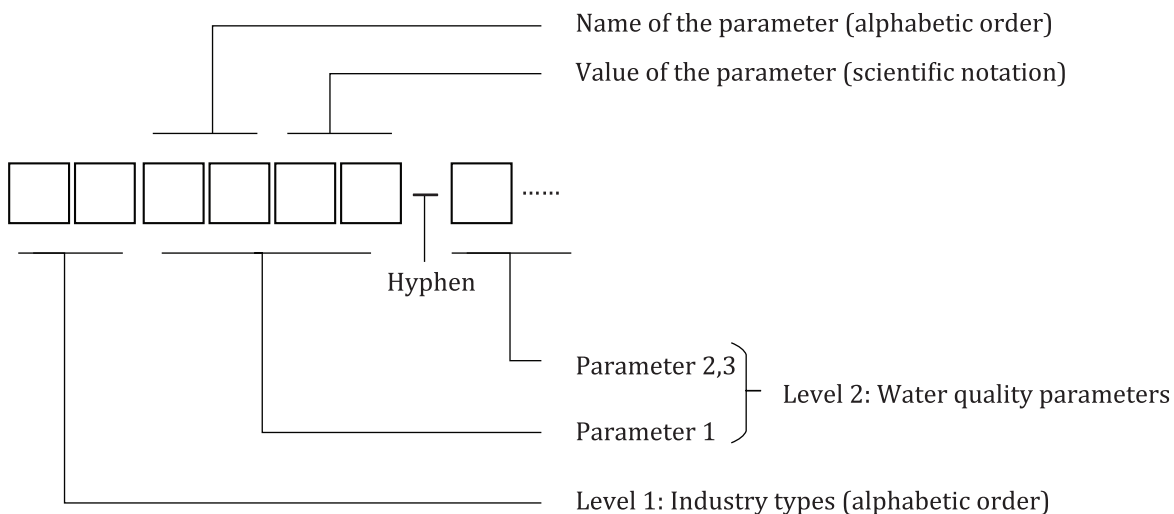 Name of the parameter (alphabetic order)
Value of the parameter (scientific notation)
......
Hyphen
Parameter 2,3
Level 2: Water quality parameters
Parameter 1
Level 1: Industry types (alphabetic order)